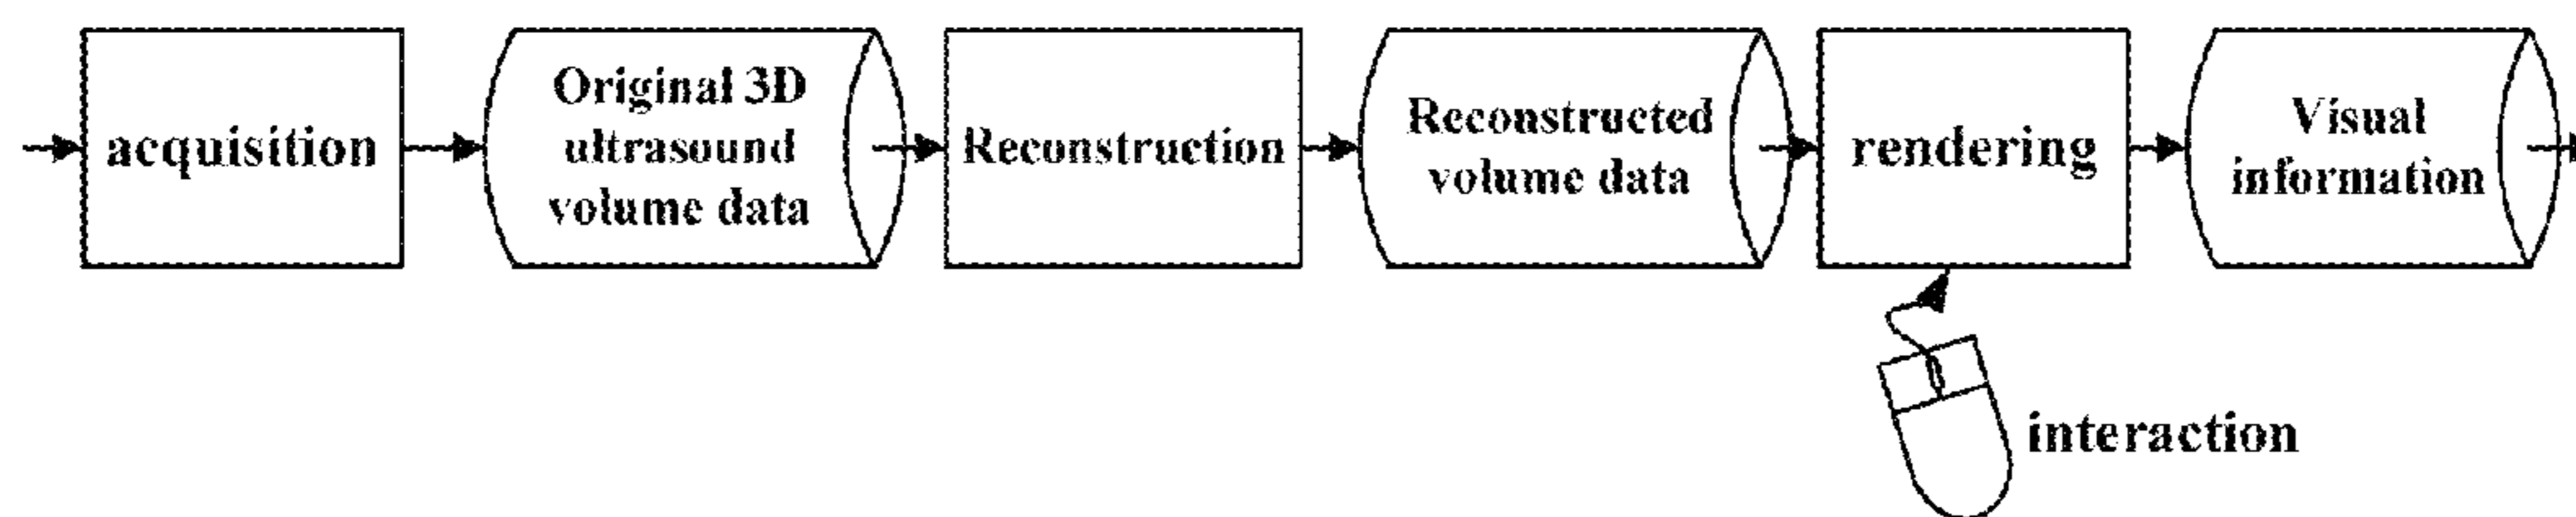 acquisition
Original 3D
ultrasound
volume data
Reconstruction
Reconstructed
volume data
rendering
Visual
information
interaction